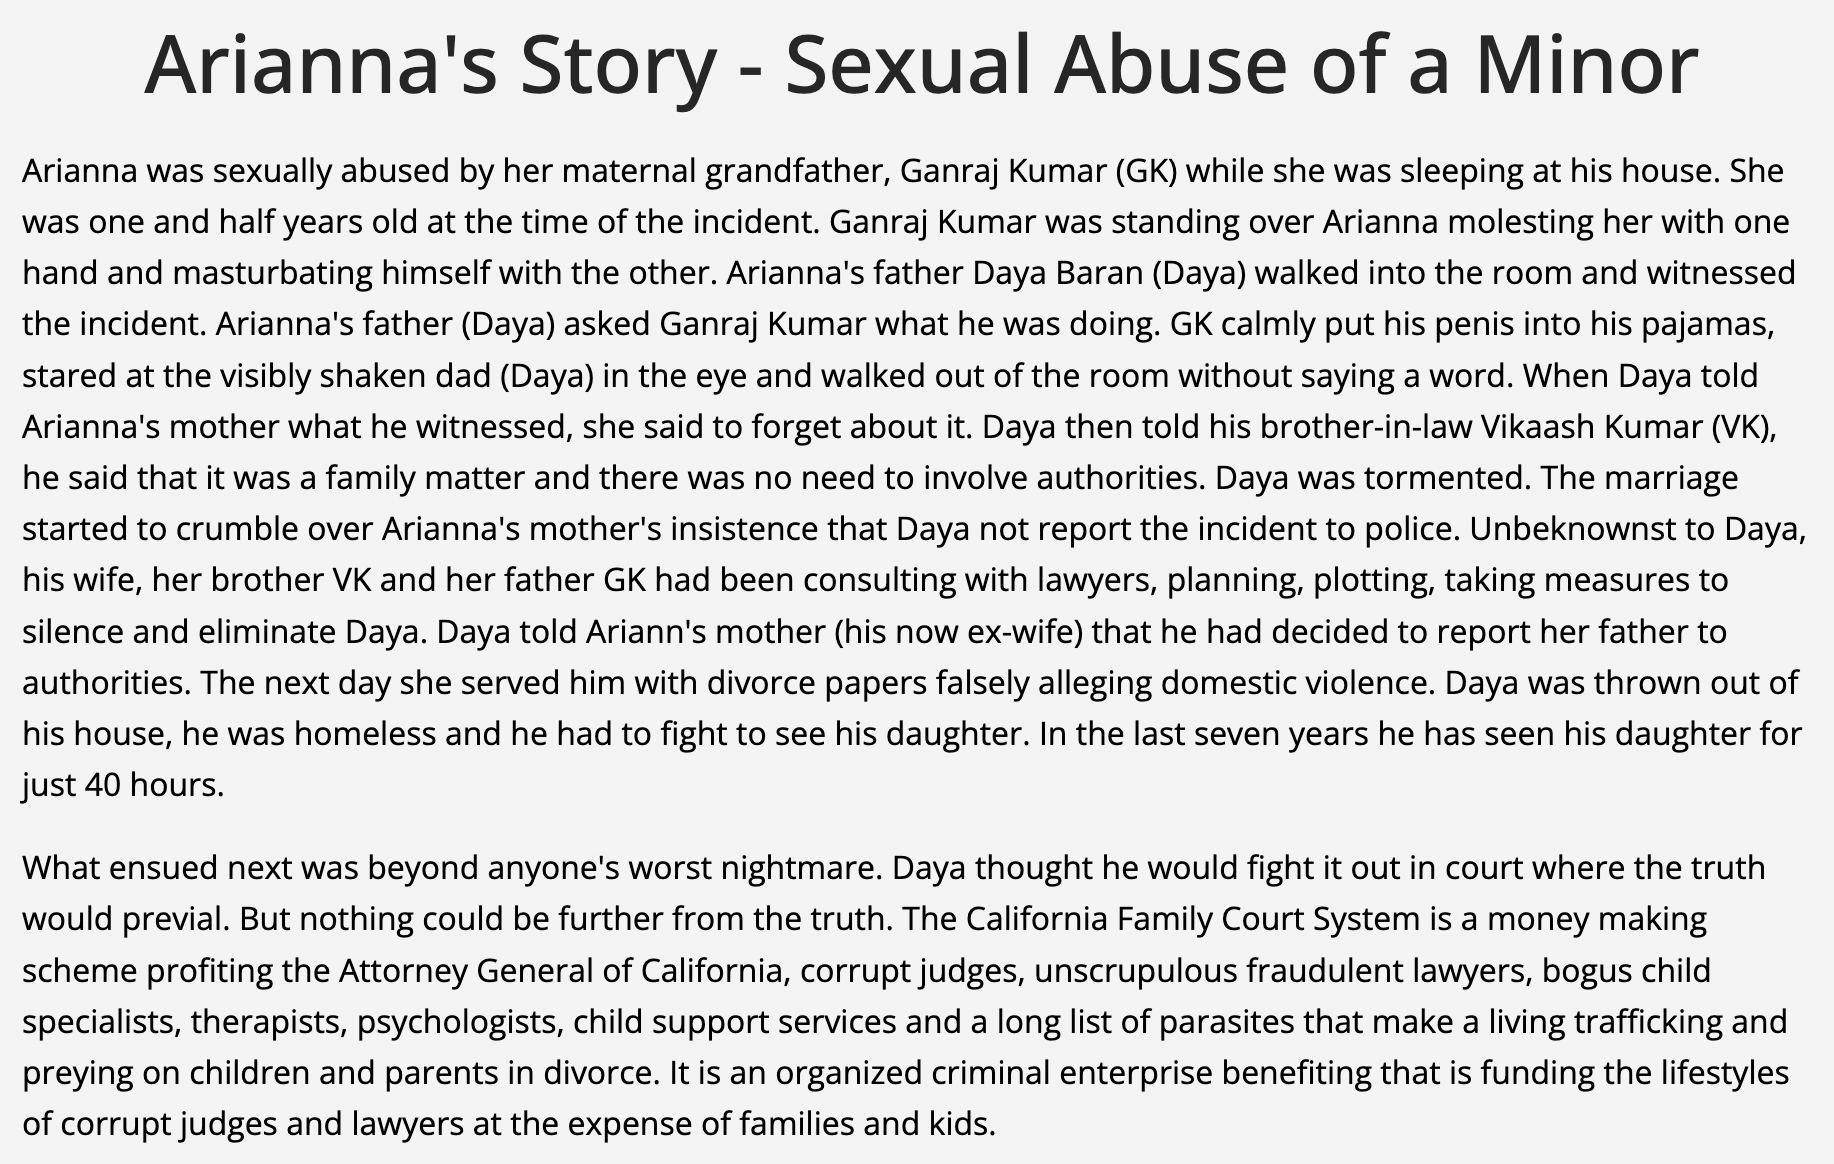 Arianna's Story - Sexual Abuse of a Minor
Arianna was sexually abused by her maternal grandfather, Ganraj Kumar (GK) while she was sleeping at his house. She
was one and half years old at the time of the incident. Ganraj Kumar was standing over Arianna molesting her with one
hand and masturbating himself with the other. Arianna's father Daya Baran (Daya) walked into the room and witnessed
the incident. Arianna's father (Daya) asked Ganraj Kumar what he was doing. GK calmly put his penis into his pajamas,
stared at the visibly shaken dad (Daya) in the eye and walked out of the room without saying a word. When Daya told
Arianna's mother what he witnessed, she said to forget about it. Daya then told his brother-in-law Vikaash Kumar (VK),
he said that it was a family matter and there was no need to involve authorities. Daya was tormented. The marriage
started to crumble over Arianna's mother's insistence that Daya not report the incident to police. Unbeknownst to Daya,
his wife, her brother VK and her father GK had been consulting with lawyers, planning, plotting, taking measures to
silence and eliminate Daya. Daya told Ariann's mother (his now ex-wife) that he had decided to report her father to
authorities. The next day she served him with divorce papers falsely alleging domestic violence. Daya was thrown out of
his house, he was homeless and he had to fight to see his daughter. In the last seven years he has seen his daughter for
just 40 hours.
What ensued next was beyond anyone's worst nightmare. Daya thought he would fight it out in court where the truth
would previal. But nothing could be further from the truth. The California Family Court System is a money making
scheme profiting the Attorney General of California, corrupt judges, unscrupulous fraudulent lawyers, bogus child
specialists, therapists, psychologists, child support services and a long list of parasites that make a living trafficking and
preying on children and parents in divorce. It is an organized criminal enterprise benefiting that is funding the lifestyles
of corrupt judges and lawyers at the expense of families and kids.